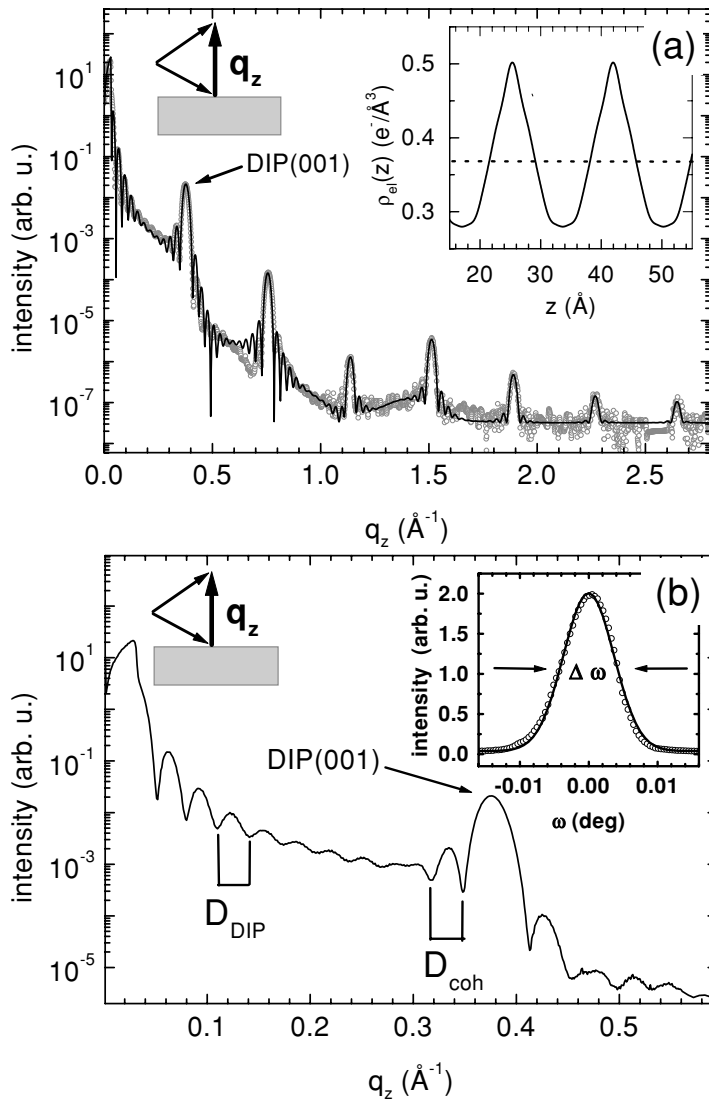 (a)
q_z
DIP(001)
intensity (arb. u.)
10^1
10^-1
10^-3
10^-5
10^-7
0.0 0.5 1.0 1.5 2.0 2.5
q_z (Å^-1)
ρ_el(z) (e^-/Å^3)
0.5
0.4
0.3
20 30 40 50
z (Å)
(b)
q_z
DIP(001)
D_DIP
D_coh
intensity (arb. u.)
10^1
10^-1
10^-3
10^-5
0.1 0.2 0.3 0.4 0.5
q_z (Å^-1)
intensity (arb. u.)
2.0
1.5
1.0
0.5
0.0
Δ ω
-0.01 0.00 0.01
ω (deg)